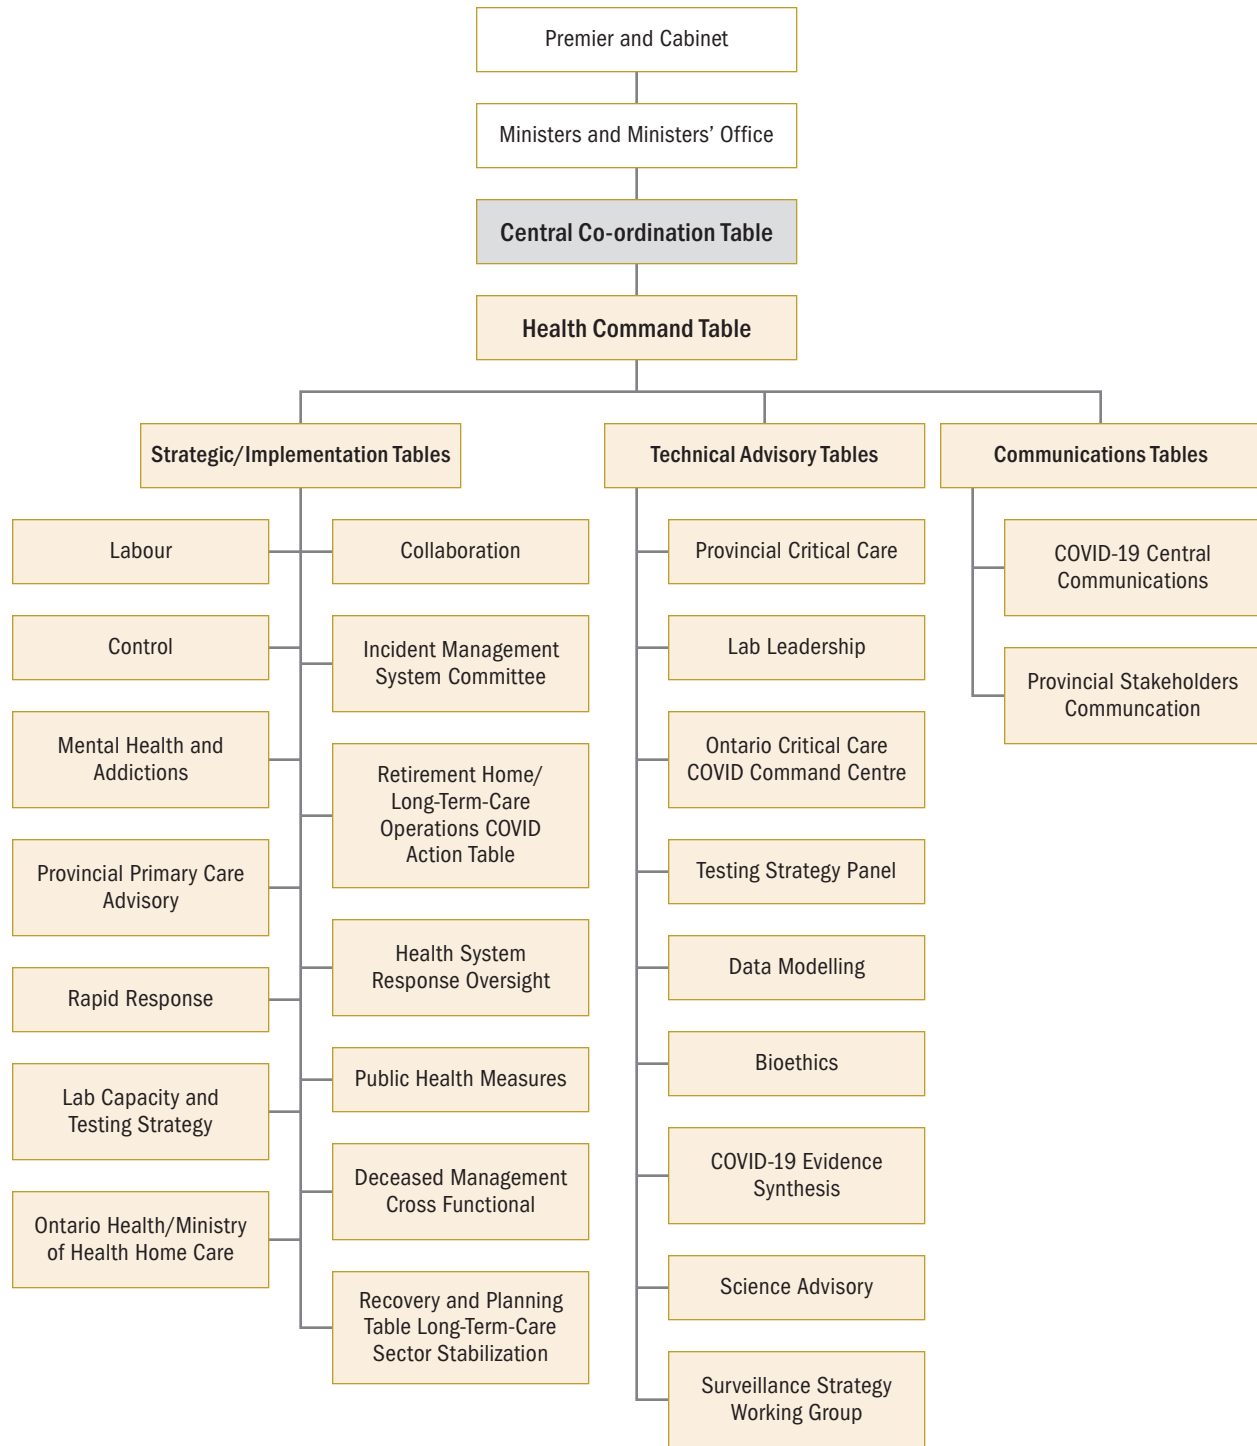 Premier and Cabinet
Ministers and Ministers’ Office
Central Co-ordination Table
Health Command Table
Strategic/Implementation Tables
Labour
Control
Mental Health and
Addictions
Provincial Primary Care
Advisory
Rapid Response
Lab Capacity and
Testing Strategy
Ontario Health/Ministry
of Health Home Care
Collaboration
Incident Management
System Committee
Retirement Home/
Long-Term-Care
Operations COVID
Action Table
Health System
Response Oversight
Public Health Measures
Deceased Management
Cross Functional
Recovery and Planning
Table Long-Term-Care
Sector Stabilization
Technical Advisory Tables
Provincial Critical Care
Lab Leadership
Ontario Critical Care
COVID Command Centre
Testing Strategy Panel
Data Modelling
Bioethics
COVID-19 Evidence
Synthesis
Science Advisory
Surveillance Strategy
Working Group
Communications Tables
COVID-19 Central
Communications
Provincial Stakeholders
Communcation